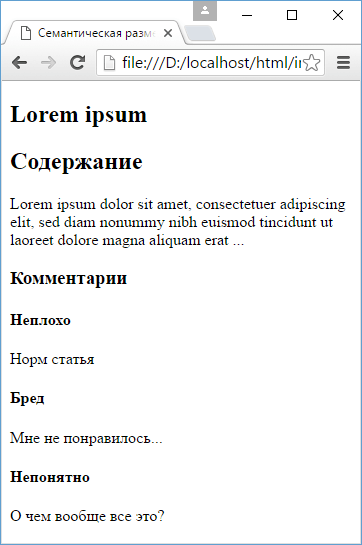 Семантическая разм
file:///D:/localhost/html/in
Lorem ipsum
Содержание
Lorem ipsum dolor sit amet, consectetuer adipiscing
elit, sed diam nonummy nibh euismod tincidunt ut
laoreet dolore magna aliquam erat ...
Комментарии
Неплохо
Норм статья
Бред
Мне не понравилось...
Непонятно
О чем вообще все это?